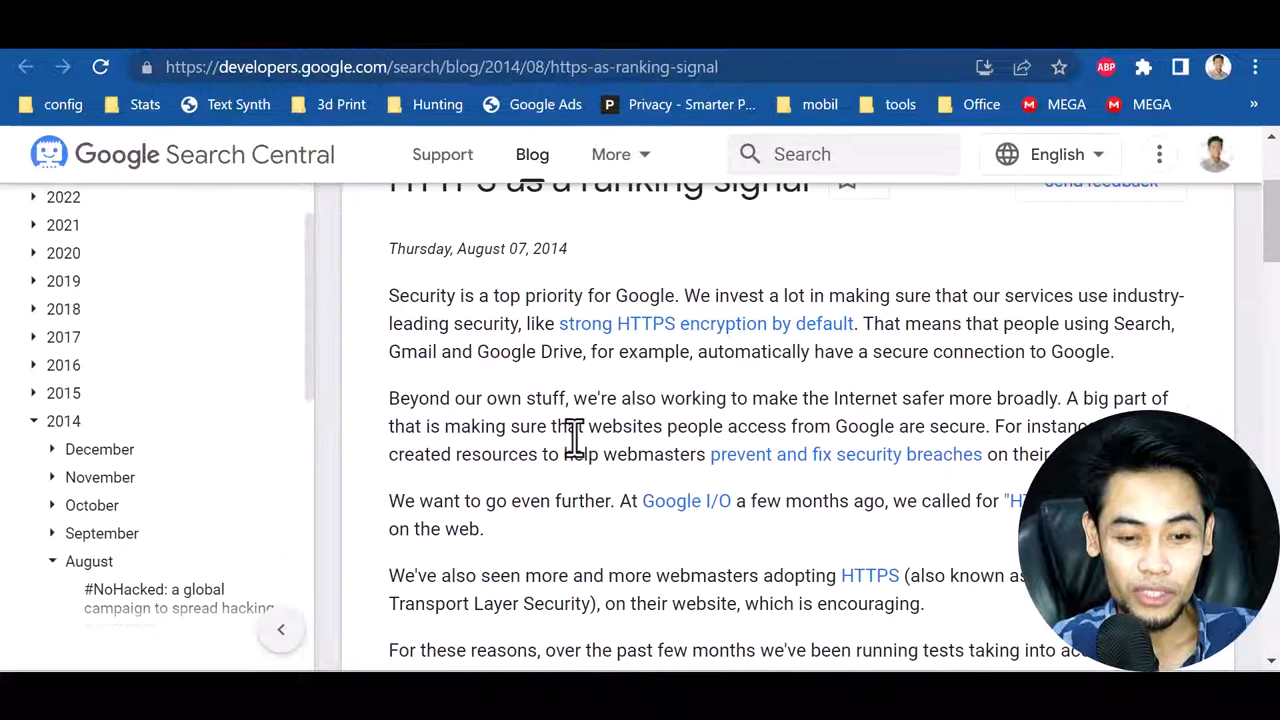 https://developers.google.com/search/blog/2014/08/https-as-ranking-signal
ABP
config Stats Text Synth 3d Print Hunting Google Ads P Privacy - Smarter P... mobil tools Office M MEGA M MEGA »
Google Search Central Support Blog More Search English
2022
2021
2020
2019
2018
2017
2016
2015
2014
December
November
October
September
August
#NoHacked: a global
campaign to spread hacking
HTTPS as a ranking signal
Send feedback
Thursday, August 07, 2014
Security is a top priority for Google. We invest a lot in making sure that our services use industry-
leading security, like strong HTTPS encryption by default. That means that people using Search,
Gmail and Google Drive, for example, automatically have a secure connection to Google.
Beyond our own stuff, we're also working to make the Internet safer more broadly. A big part of
that is making sure that websites people access from Google are secure. For instanc
created resources to help webmasters prevent and fix security breaches on their
We want to go even further. At Google I/O a few months ago, we called for "H
on the web.
We've also seen more and more webmasters adopting HTTPS (also known as
Transport Layer Security), on their website, which is encouraging.
For these reasons, over the past few months we've been running tests taking into